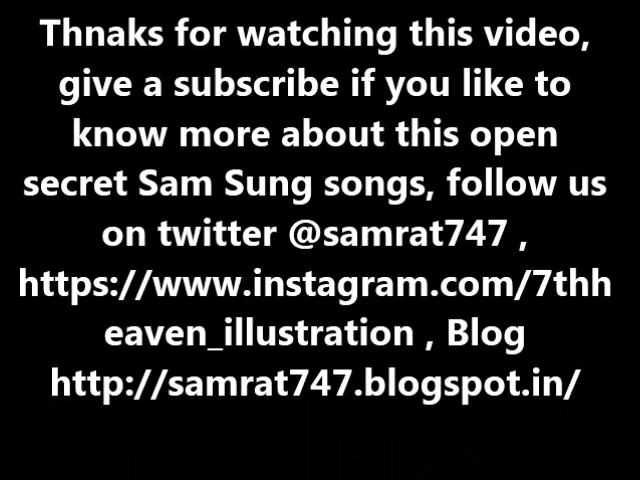 Thnaks for watching this video,
give a subscribe if you like to
know more about this open
secret Sam Sung songs, follow us
on twitter @samrat747 ,
https://www.instagram.com/7thh
eaven_illustration , Blog
http://samrat747.blogspot.in/